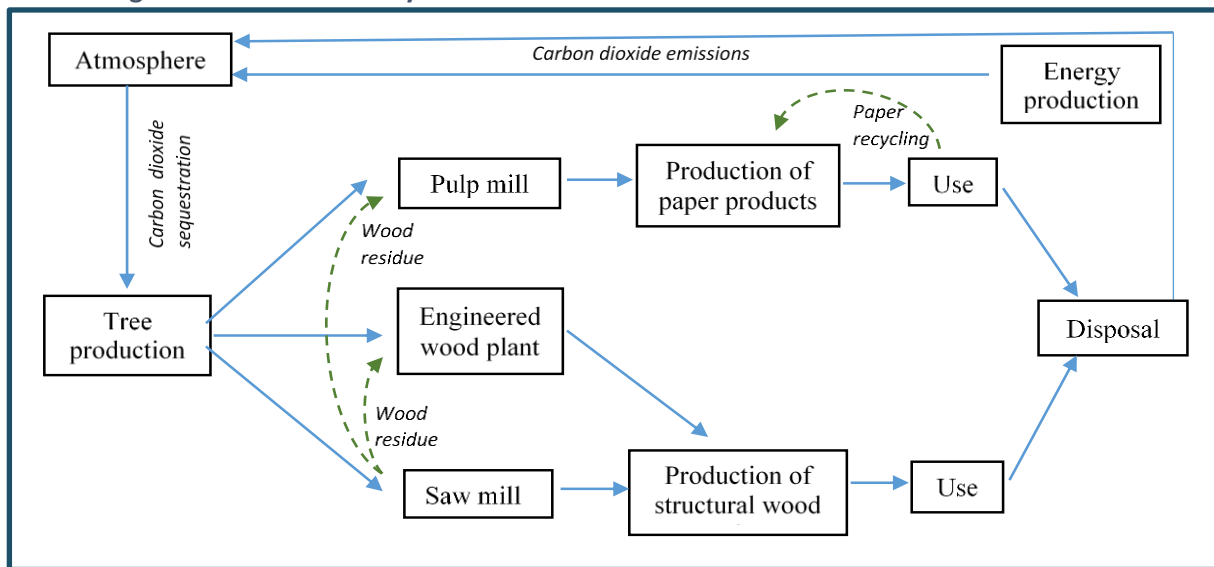 Atmosphere
Carbon dioxide emissions
Energy
production
Carbon dioxide
sequestration
Paper
recycling
Pulp mill
Production of
paper products
Use
Wood
residue
Tree
production
Engineered
wood plant
Disposal
Wood
residue
Saw mill
Production of
structural wood
Use